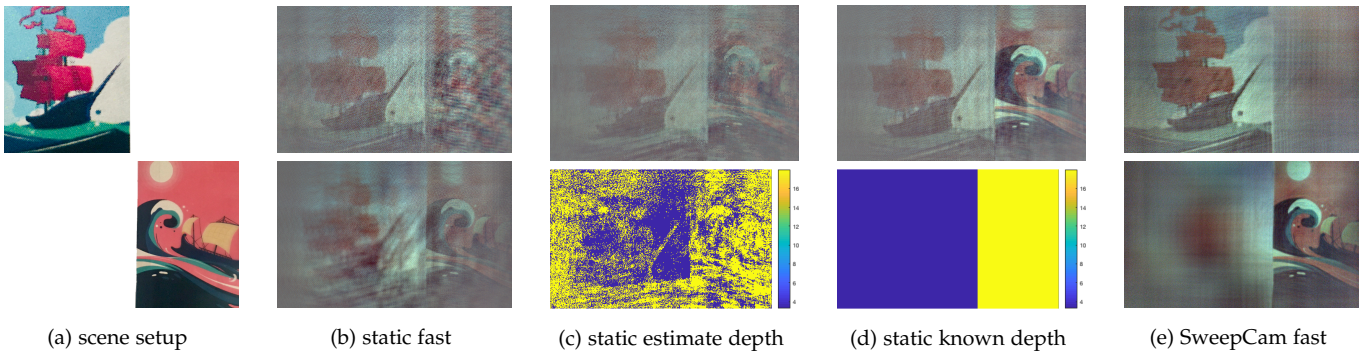 16
14
12
10
8
6
4
16
14
12
10
8
6
4
(a) scene setup
(b) static fast
(c) static estimate depth
(d) static known depth
(e) SweepCam fast